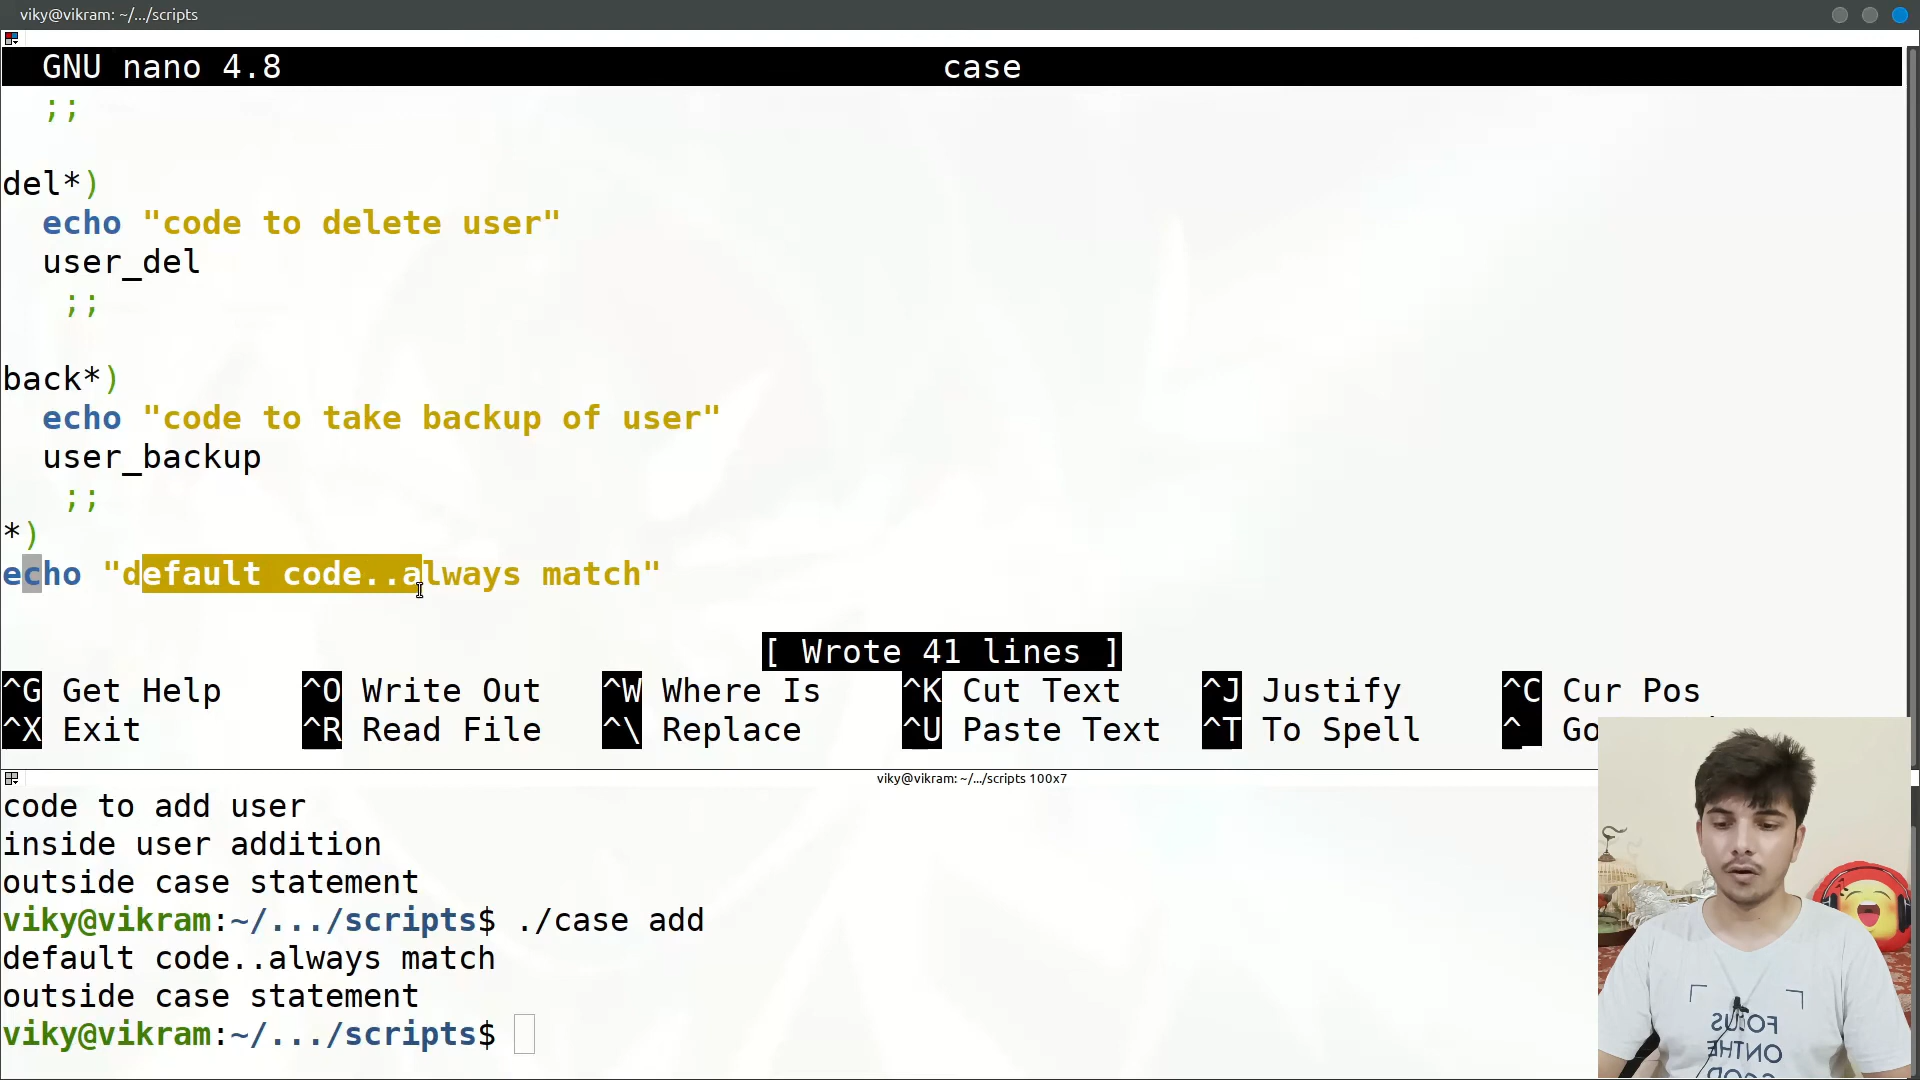 viky@vikram: ~/.../scripts
GNU nano 4.8 case
;;
del*)
echo "code to delete user"
user_del
;;
back*)
echo "code to take backup of user"
user_backup
;;
*)
echo "default code..always match"
[ Wrote 41 lines ]
^G Get Help ^O Write Out ^W Where Is ^K Cut Text ^J Justify ^C Cur Pos
^X Exit ^R Read File ^\ Replace ^U Paste Text ^T To Spell ^_ Go
viky@vikram: ~/.../scripts 100x7
code to add user
inside user addition
outside case statement
viky@vikram:~/.../scripts$ ./case add
default code..always match
outside case statement
viky@vikram:~/.../scripts$
FOCUS
ONTHE
GOOD